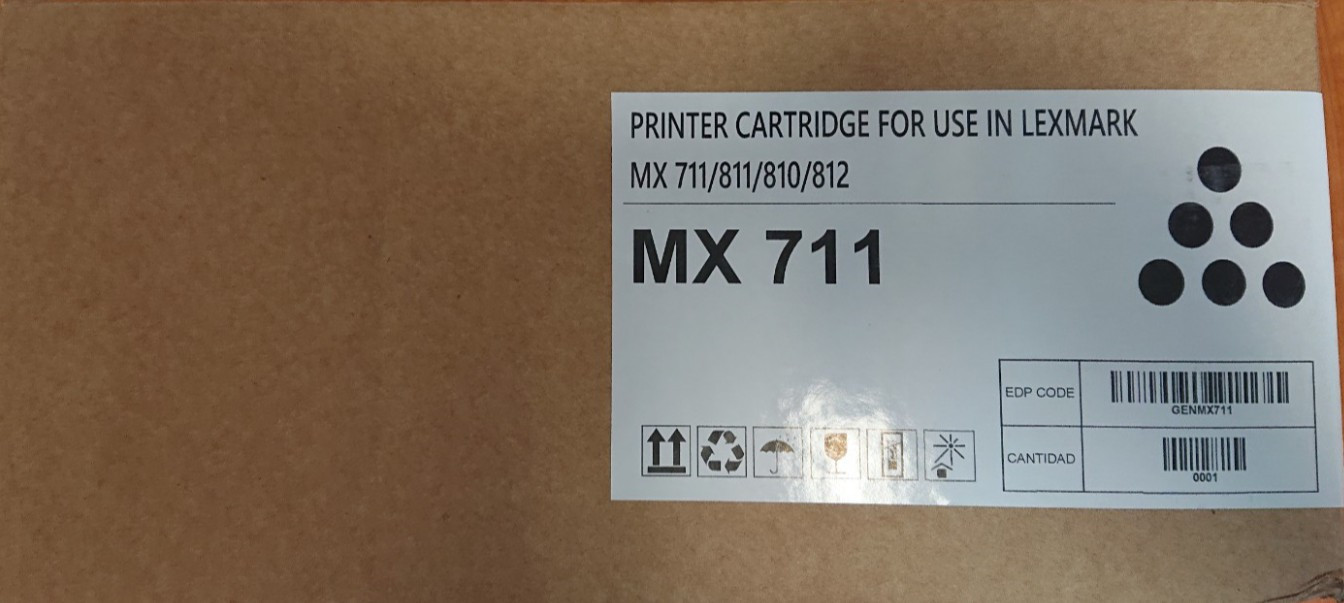 PRINTER CARTRIDGE FOR USE IN LEXMARK
MX 711/811/810/812
MX 711
EDP CODE
GENMX711
CANTIDAD
0001